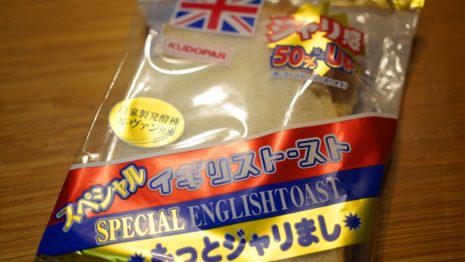 ジャリ感
50%Up
KUDOPAN
自家製発酵種
ルヴァン使用
スペシャル イギリストースト
SPECIAL ENGLISHTOAST
もっとジャリまし